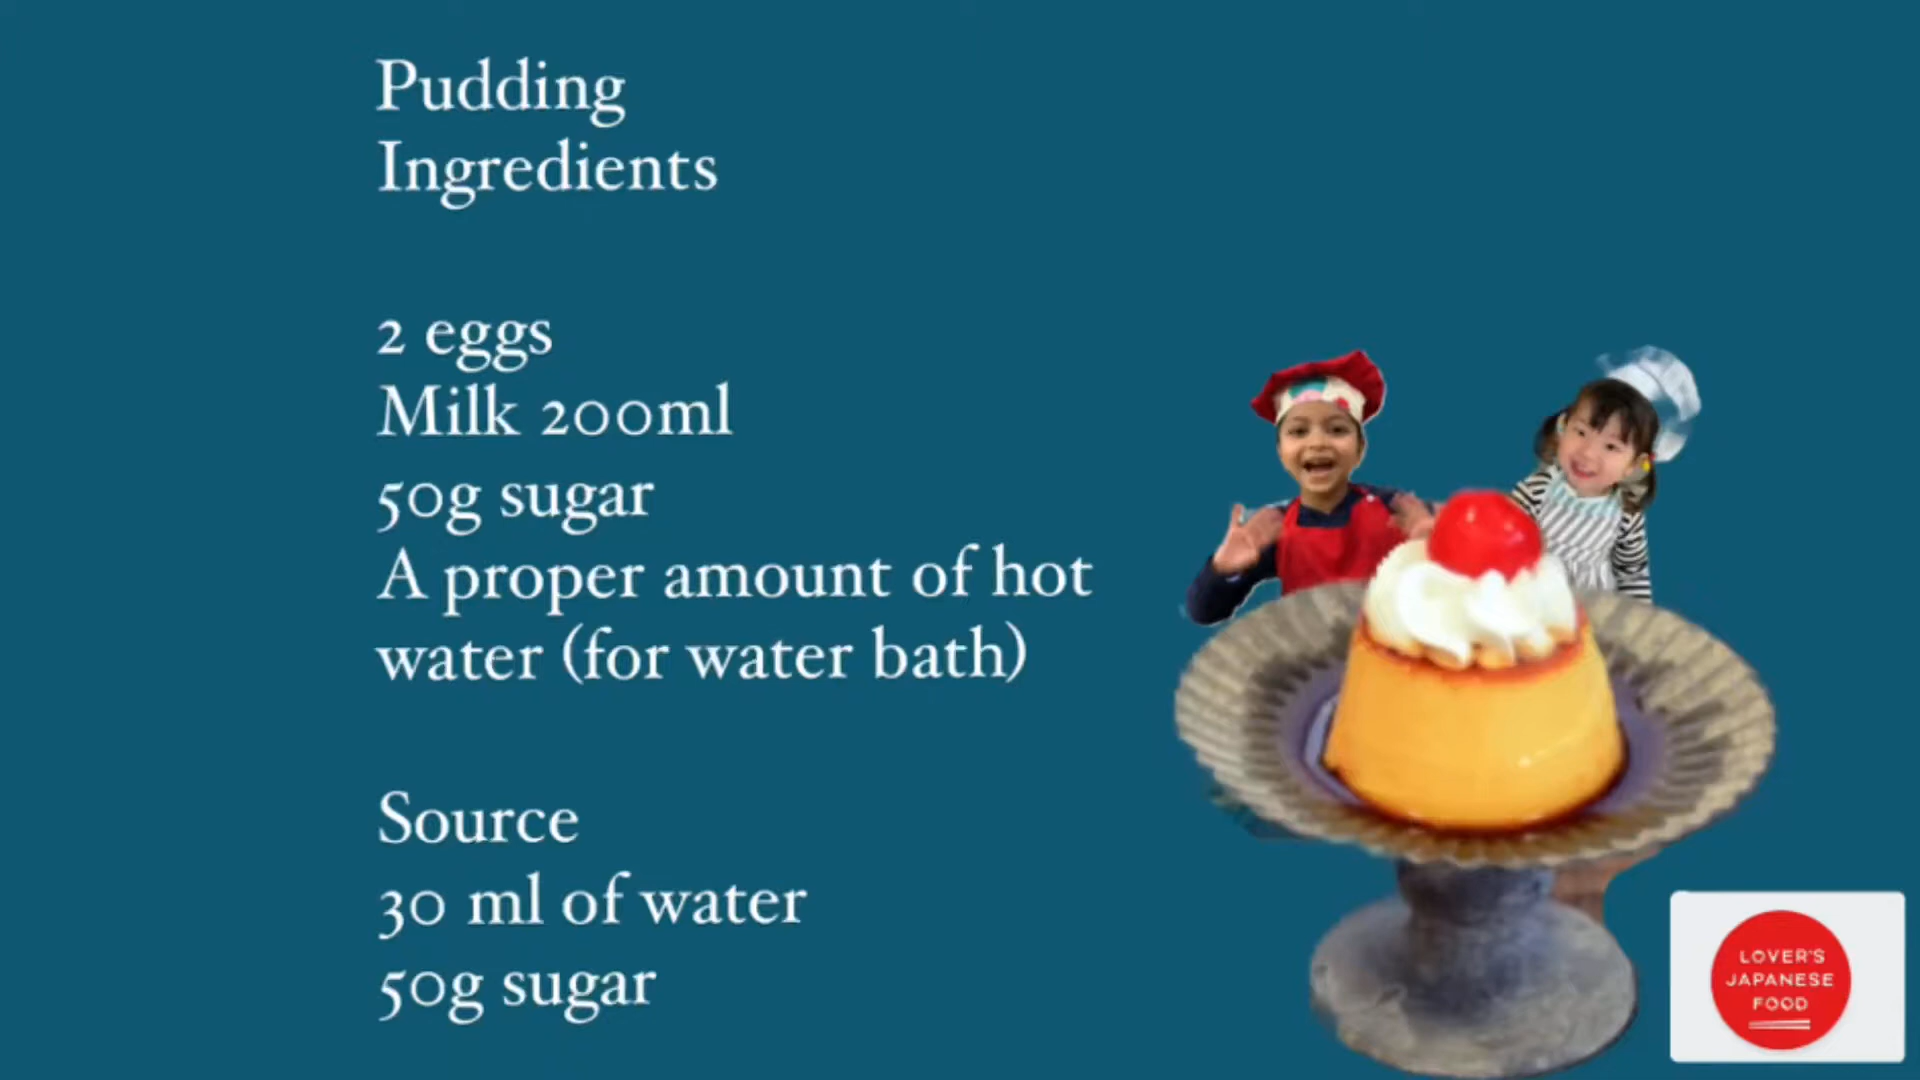 Pudding
Ingredients
2 eggs
Milk 200ml
50g sugar
A proper amount of hot
water (for water bath)
Source
30 ml of water
50g sugar
LOVER'S
JAPANESE
FOOD